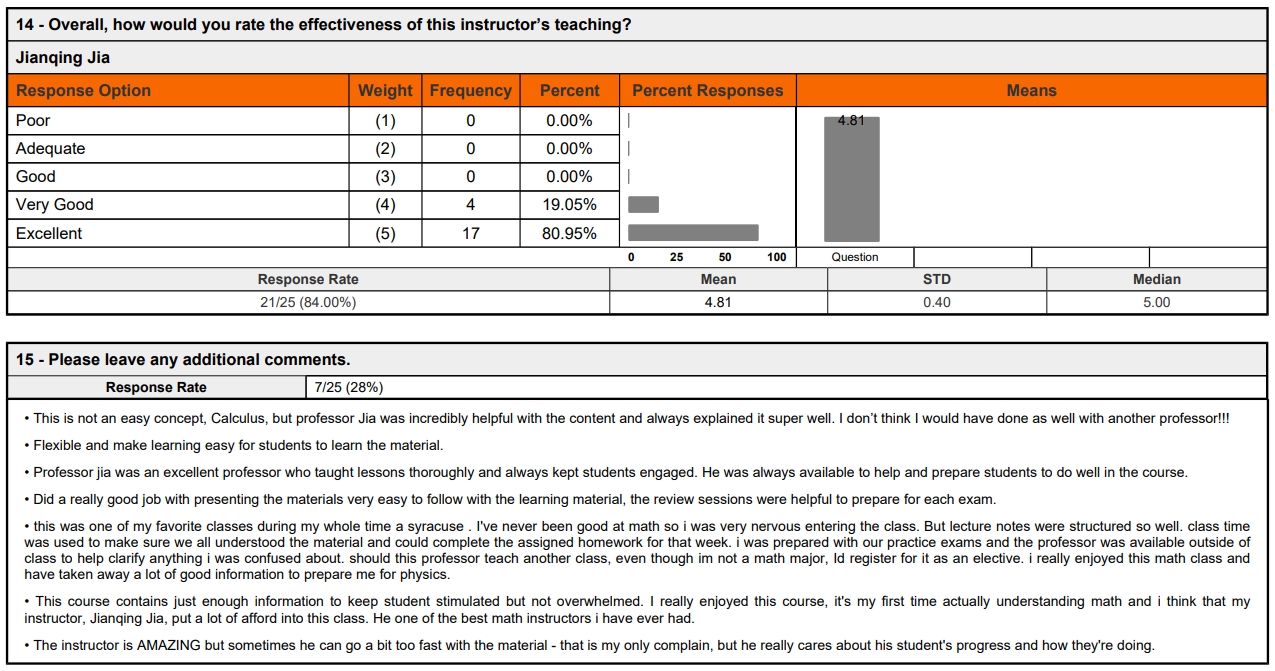 14 - Overall, how would you rate the effectiveness of this instructor's teaching?
Jianqing Jia
Response Option Weight Frequency Percent Percent Responses Means
Poor (1) 0 0.00% 4.81
Adequate (2) 0 0.00%
Good (3) 0 0.00%
Very Good (4) 4 19.05%
Excellent (5) 17 80.95%
0 25 50 100 Question
Response Rate Mean STD Median
21/25 (84.00%) 4.81 0.40 5.00
15 - Please leave any additional comments.
Response Rate 7/25 (28%)
• This is not an easy concept, Calculus, but professor Jia was incredibly helpful with the content and always explained it super well. I don't think I would have done as well with another professor!!!
• Flexible and make learning easy for students to learn the material.
• Professor jia was an excellent professor who taught lessons thoroughly and always kept students engaged. He was always available to help and prepare students to do well in the course.
• Did a really good job with presenting the materials very easy to follow with the learning material, the review sessions were helpful to prepare for each exam.
• this was one of my favorite classes during my whole time a syracuse . I've never been good at math so i was very nervous entering the class. But lecture notes were structured so well. class time
was used to make sure we all understood the material and could complete the assigned homework for that week. i was prepared with our practice exams and the professor was available outside of
class to help clarify anything i was confused about. should this professor teach another class, even though im not a math major, Id register for it as an elective. i really enjoyed this math class and
have taken away a lot of good information to prepare me for physics.
• This course contains just enough information to keep student stimulated but not overwhelmed. I really enjoyed this course, it's my first time actually understanding math and i think that my
instructor, Jianqing Jia, put a lot of afford into this class. He one of the best math instructors i have ever had.
• The instructor is AMAZING but sometimes he can go a bit too fast with the material - that is my only complain, but he really cares about his student's progress and how they're doing.